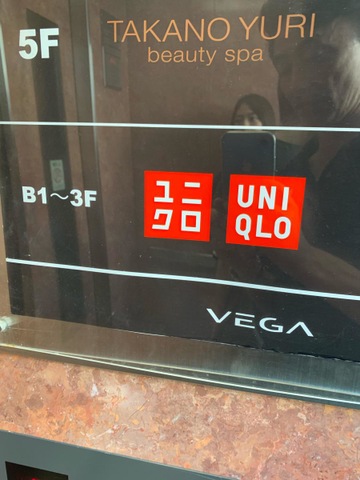 5F
TAKANO YURI
beauty spa
B1～3F
ユニ
クロ
UNI
QLO
VEGA